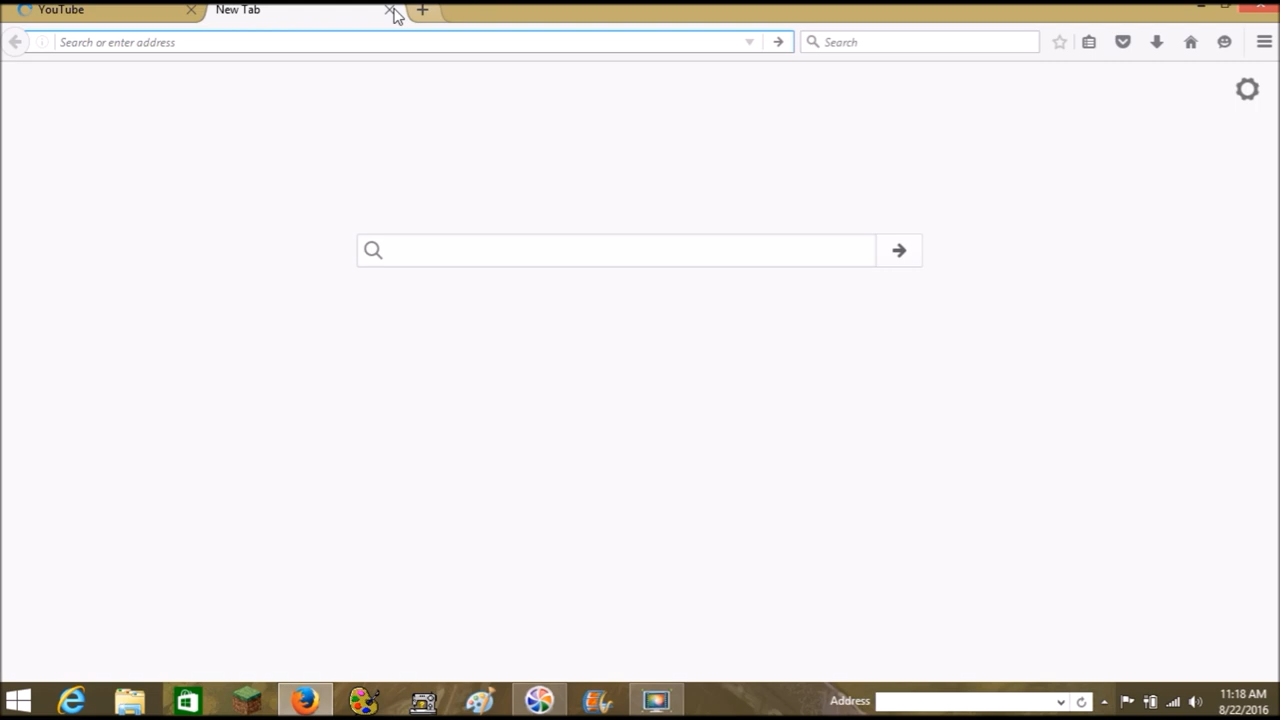 YouTube
New Tab
Search or enter address
Search
Address
11:18 AM
8/22/2016